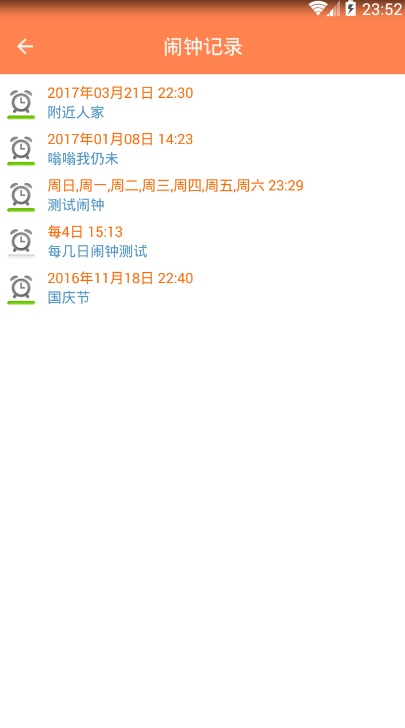 23:52
闹钟记录
2017年03月21日 22:30
附近人家
2017年01月08日 14:23
嗡嗡我仍未
周日,周一,周二,周三,周四,周五,周六 23:29
测试闹钟
每4日 15:13
每几日闹钟测试
2016年11月18日 22:40
国庆节